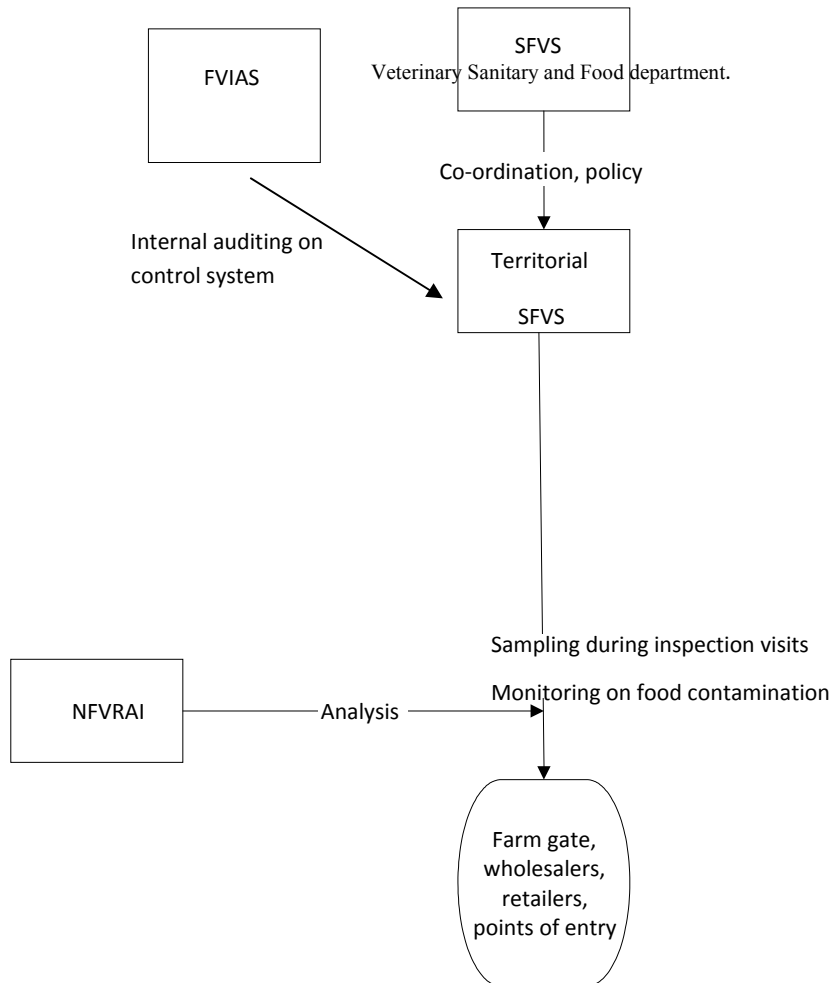 FVIAS
SFVS
Veterinary Sanitary and Food department.
Co-ordination, policy
Internal auditing on
control system
Territorial
SFVS
Sampling during inspection visits
Monitoring on food contamination
NFVRAI
Analysis
Farm gate,
wholesalers,
retailers,
points of entry